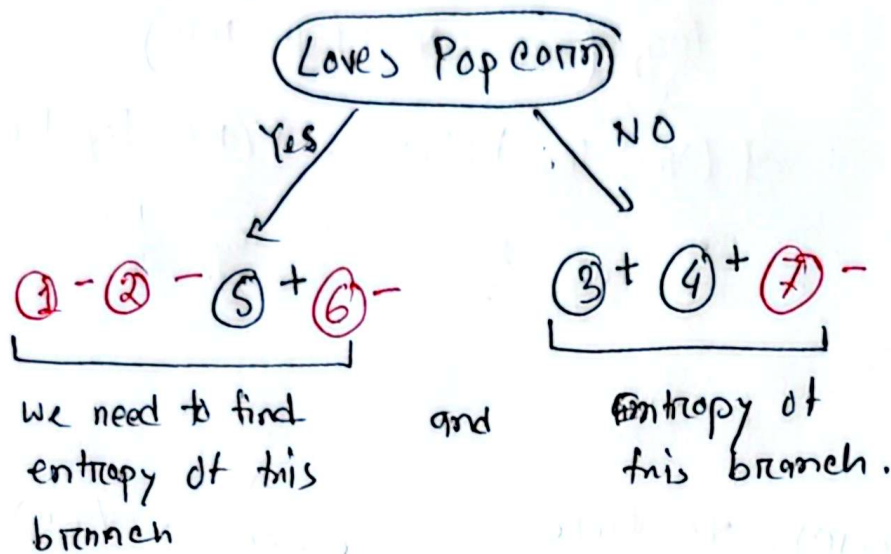 Loves Popcorn
Yes NO
1 - 2 - 5 + 6 - 3 + 4 + 7 -
we need to find and Entropy of
entropy of this this branch.
branch